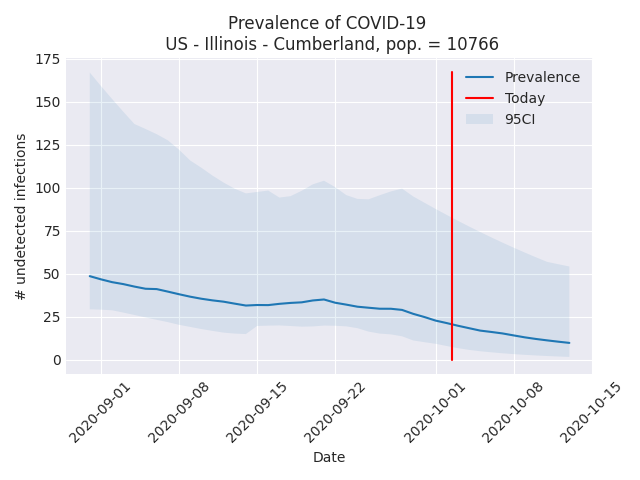 Prevalence of COVID-19
US - Illinois - Cumberland, pop. = 10766
175
150
125
100
75
50
25
0
# undetected infections
Prevalence
Today
95CI
2020-09-01
2020-09-08
2020-09-15
2020-09-22
2020-10-01
2020-10-08
2020-10-15
Date